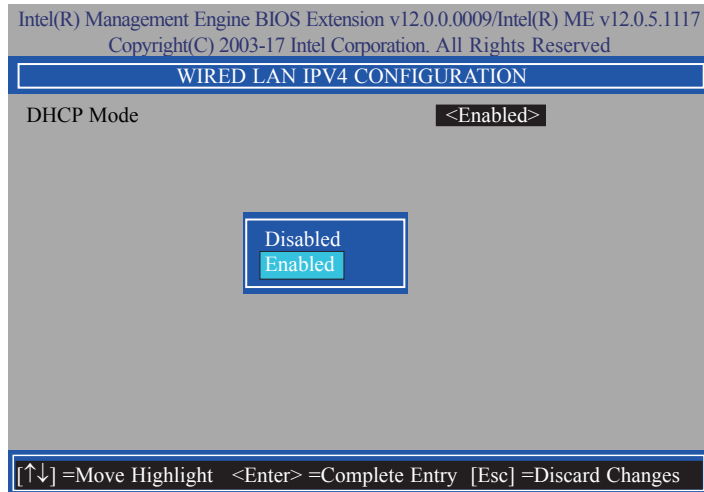 Intel(R) Management Engine BIOS Extension v12.0.0.0009/Intel(R) ME v12.0.5.1117
Copyright(C) 2003-17 Intel Corporation. All Rights Reserved
WIRED LAN IPV4 CONFIGURATION
DHCP Mode <Enabled>
Disabled
Enabled
[↑↓] =Move Highlight <Enter> =Complete Entry [Esc] =Discard Changes